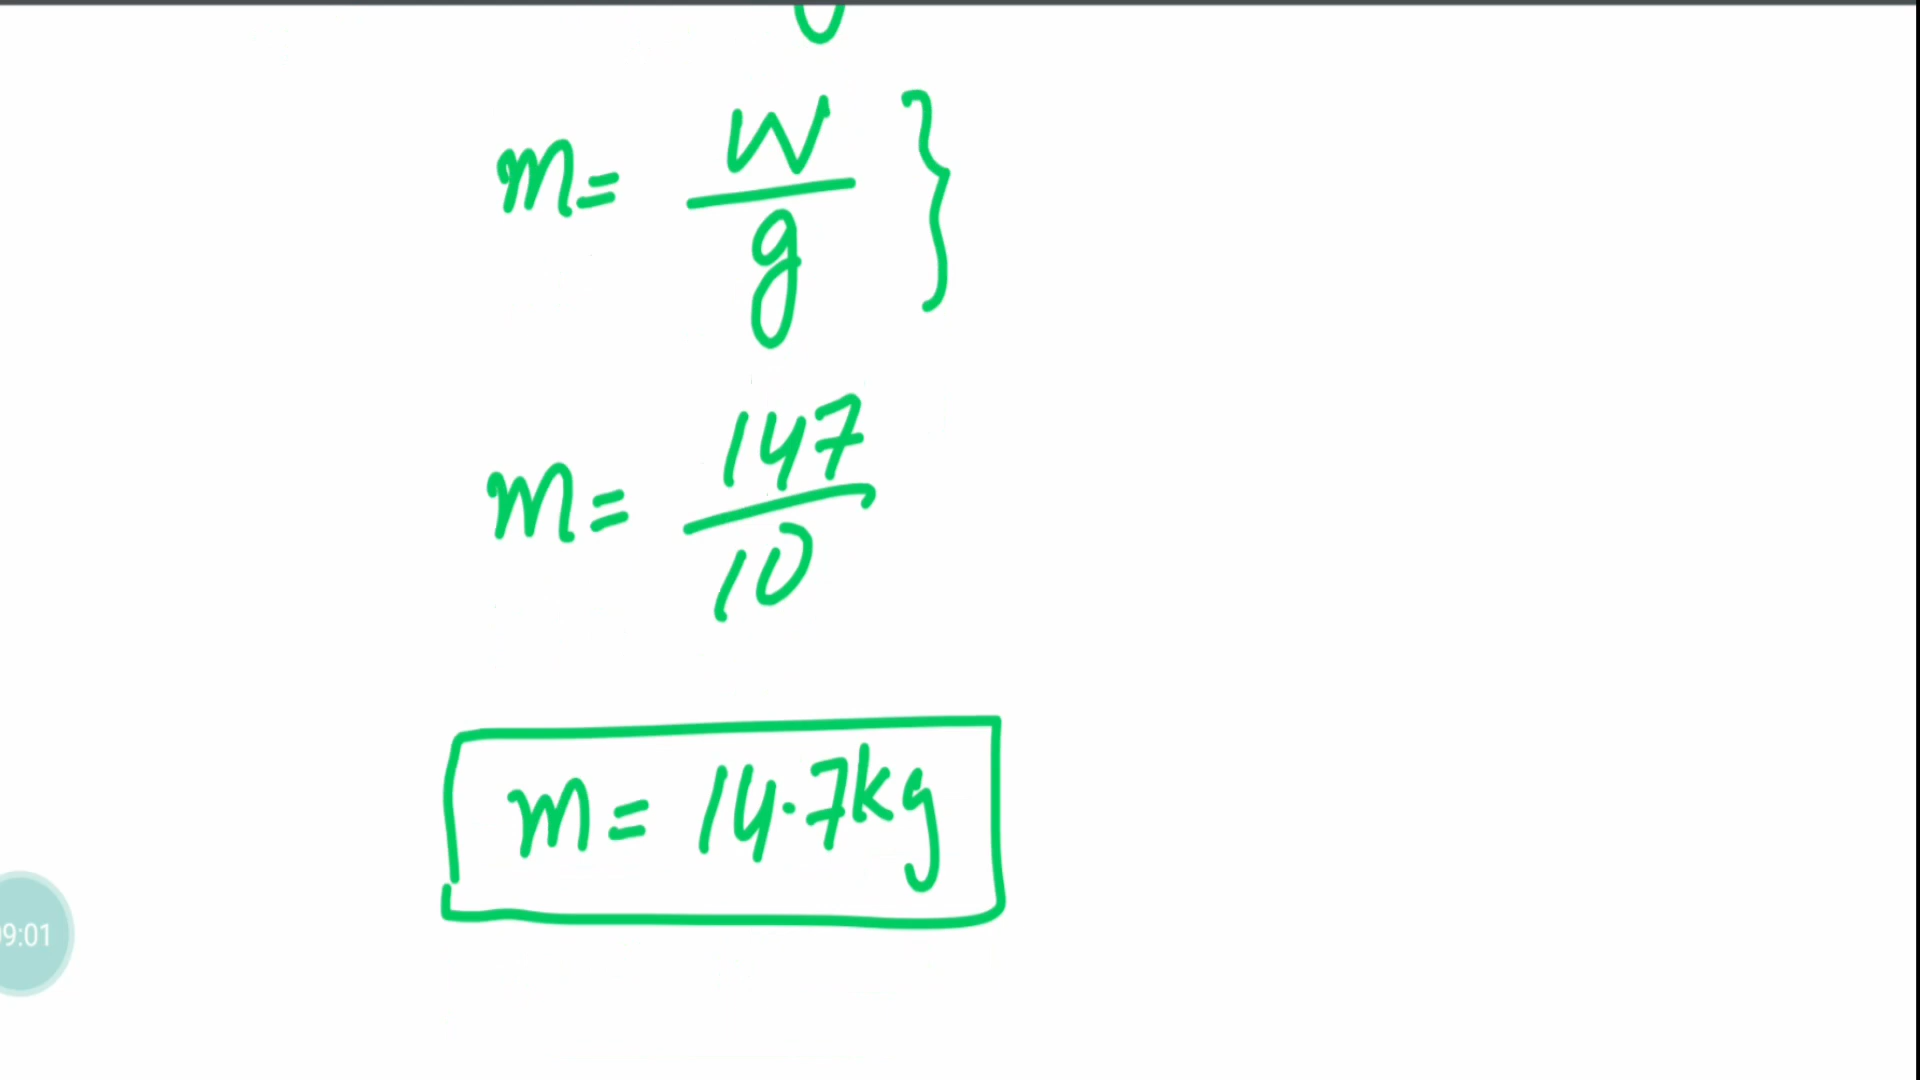 m = W/g }
m = 147/10
m = 14.7kg
9:01